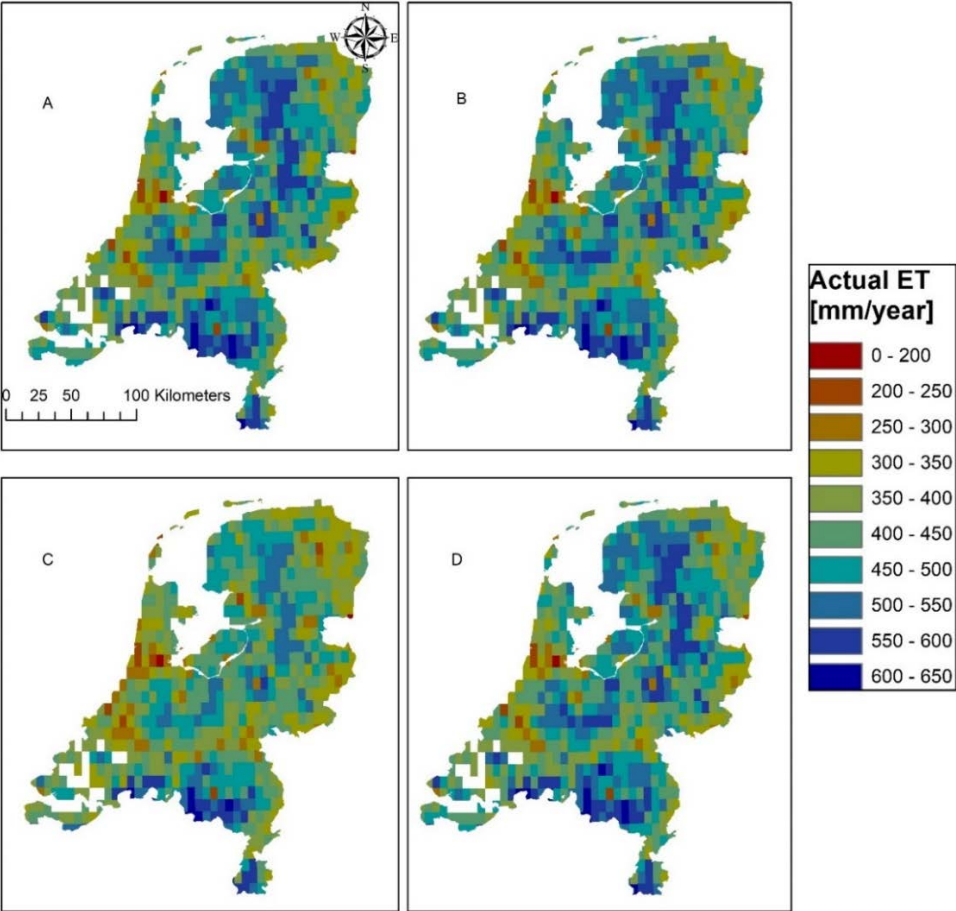 N
W E
S
A
B
0 25 50 100 Kilometers
C
D
Actual ET
[mm/year]
0 - 200
200 - 250
250 - 300
300 - 350
350 - 400
400 - 450
450 - 500
500 - 550
550 - 600
600 - 650